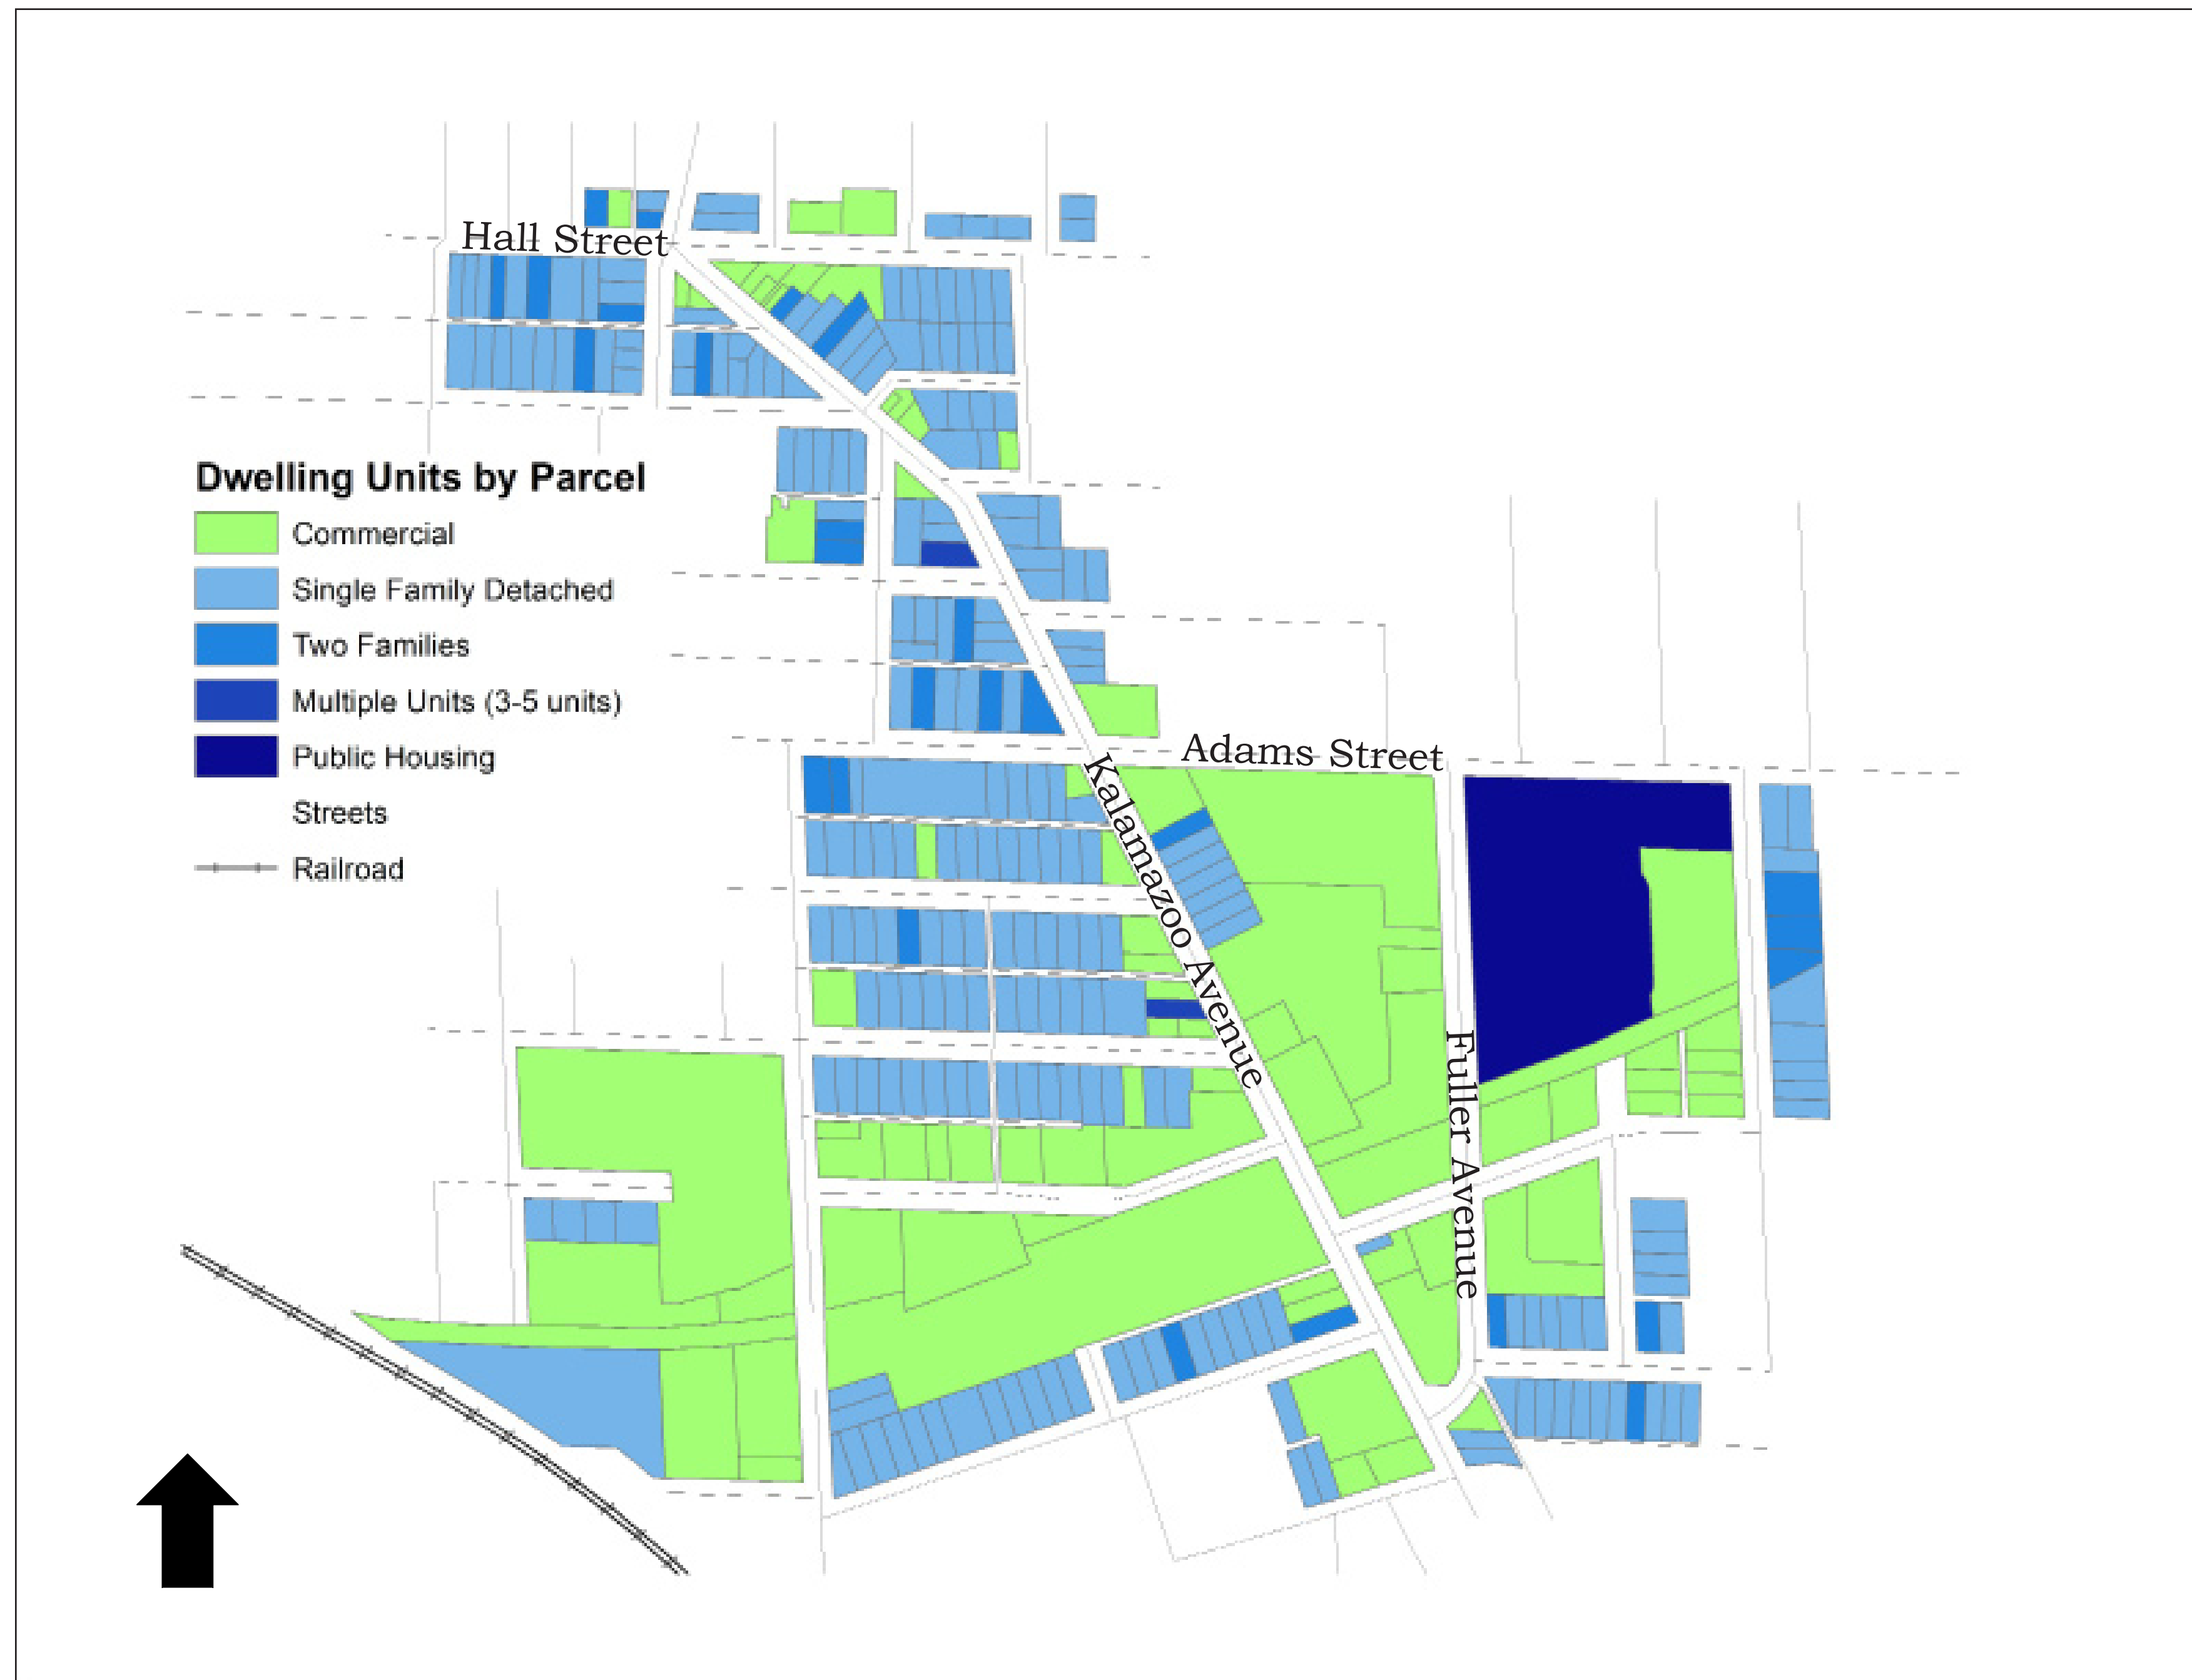 Hall Street
Dwelling Units by Parcel
Commercial
Single Family Detached
Two Families
Multiple Units (3-5 units)
Public Housing
Streets
Railroad
Adams Street
Kalamazoo Avenue
Fuller Avenue